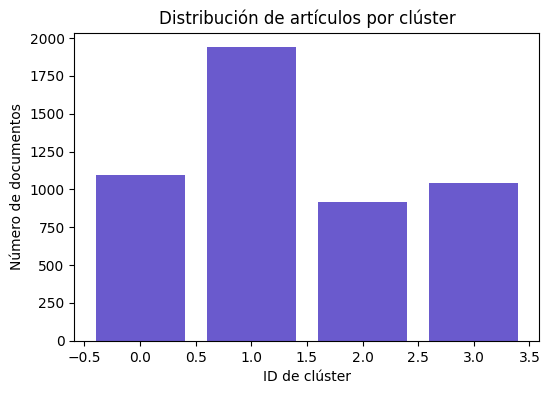 Distribución de artículos por clúster
Número de documentos
2000
1750
1500
1250
1000
750
500
250
0
−0.5 0.0 0.5 1.0 1.5 2.0 2.5 3.0 3.5
ID de clúster